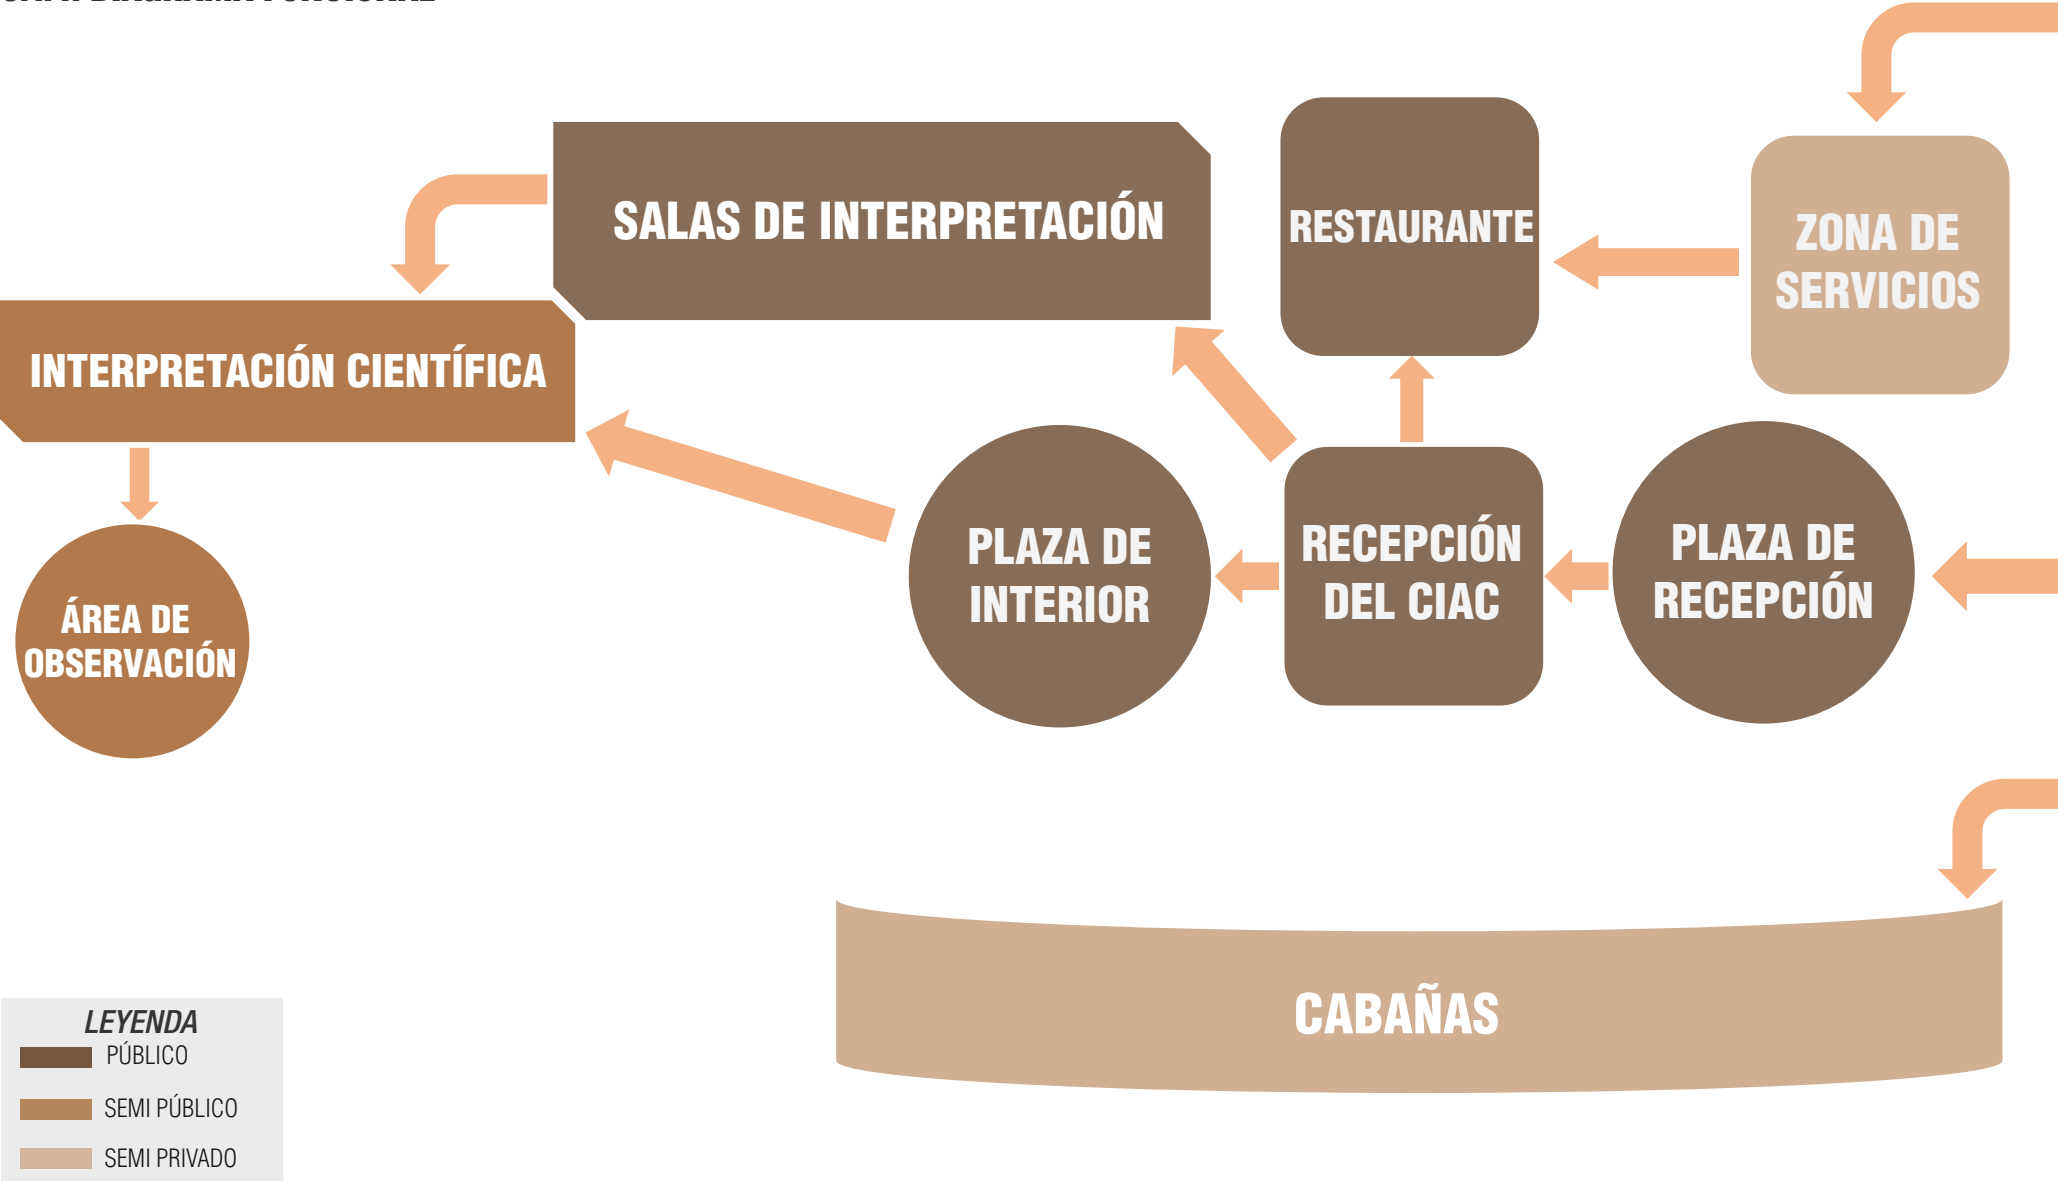 SALAS DE INTERPRETACIÓN
RESTAURANTE
ZONA DE
SERVICIOS
INTERPRETACIÓN CIENTÍFICA
PLAZA DE
INTERIOR
RECEPCIÓN
DEL CIAC
PLAZA DE
RECEPCIÓN
ÁREA DE
OBSERVACIÓN
CABAÑAS
LEYENDA
PÚBLICO
SEMI PÚBLICO
SEMI PRIVADO